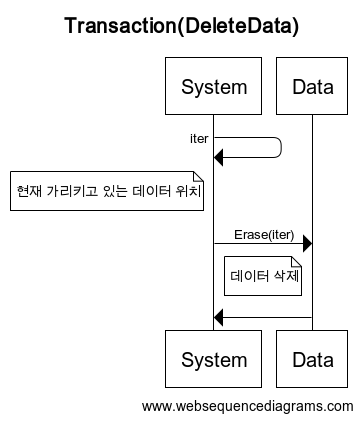 Transaction(DeleteData)
System Data
iter
현재 가리키고 있는 데이터 위치
Erase(iter)
데이터 삭제
System Data
www.websequencediagrams.com